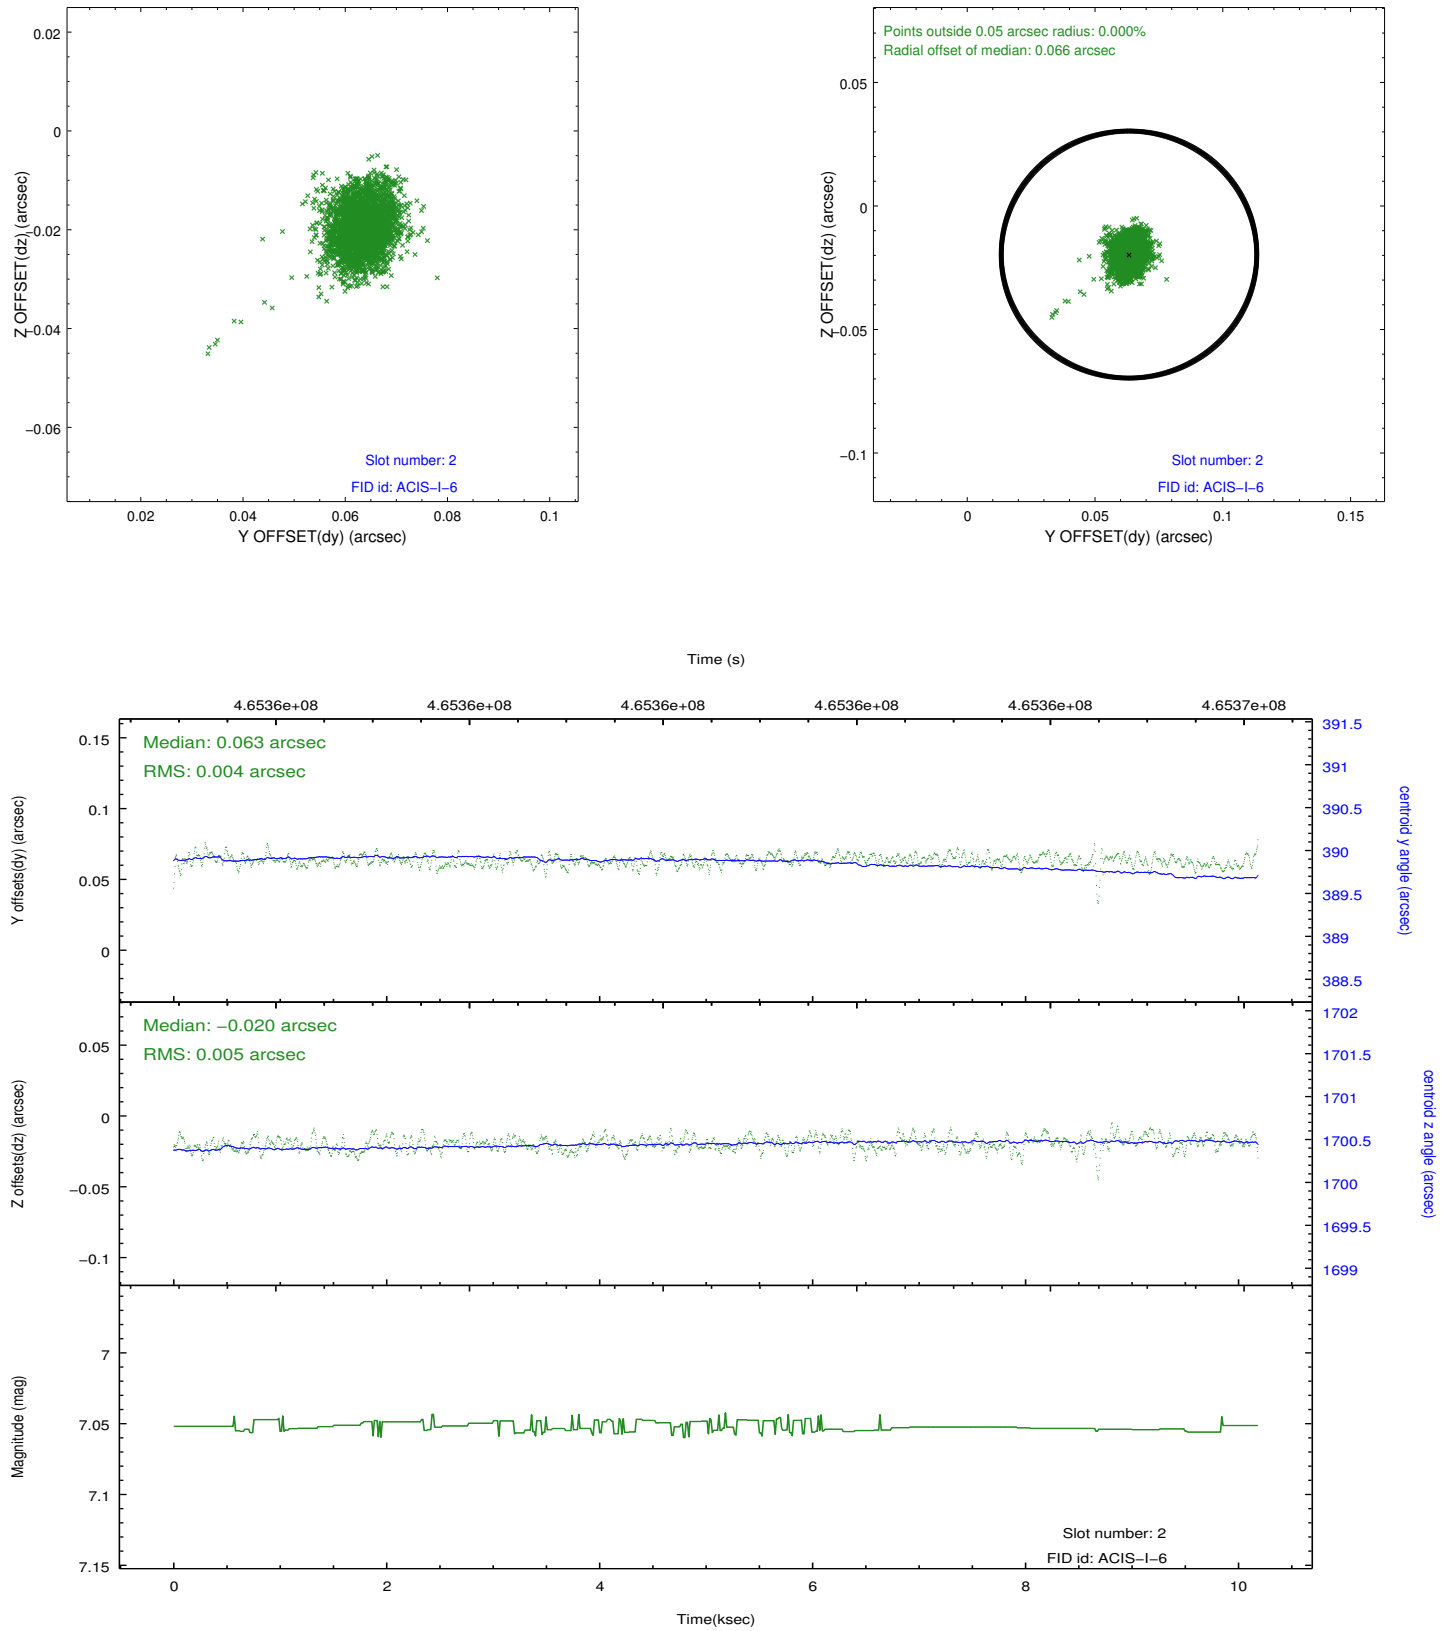 0.02
0
−0.02
−0.04
−0.06
Z OFFSET(dz) (arcsec)
Slot number: 2
FID id: ACIS−I−6
0.02 0.04 0.06 0.08 0.1
Y OFFSET(dy) (arcsec)
Points outside 0.05 arcsec radius: 0.000%
Radial offset of median: 0.066 arcsec
0.05
0
−0.05
−0.1
Z OFFSET(dz) (arcsec)
Slot number: 2
FID id: ACIS−I−6
0 0.05 0.1 0.15
Y OFFSET(dy) (arcsec)
Time (s)
4.6536e+08 4.6536e+08 4.6536e+08 4.6536e+08 4.6536e+08 4.6537e+08
Median: 0.063 arcsec
RMS: 0.004 arcsec
0.15
0.1
0.05
0
Y offsets(dy) (arcsec)
391.5
391
390.5
390
389.5
389
388.5
centroid y angle (arcsec)
Median: −0.020 arcsec
RMS: 0.005 arcsec
0.05
0
−0.05
−0.1
Z offsets(dz) (arcsec)
1702
1701.5
1701
1700.5
1700
1699.5
1699
centroid z angle (arcsec)
7
7.05
7.1
7.15
Magnitude (mag)
Slot number: 2
FID id: ACIS−I−6
0 2 4 6 8 10
Time(ksec)